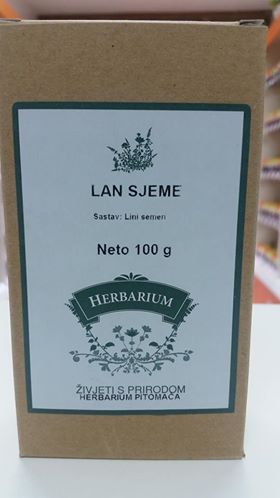 LAN SJEME
Sastav: Lini semen
Neto 100 g
HERBARIUM
ŽIVJETI S PRIRODOM
HERBARIUM PITOMAČA